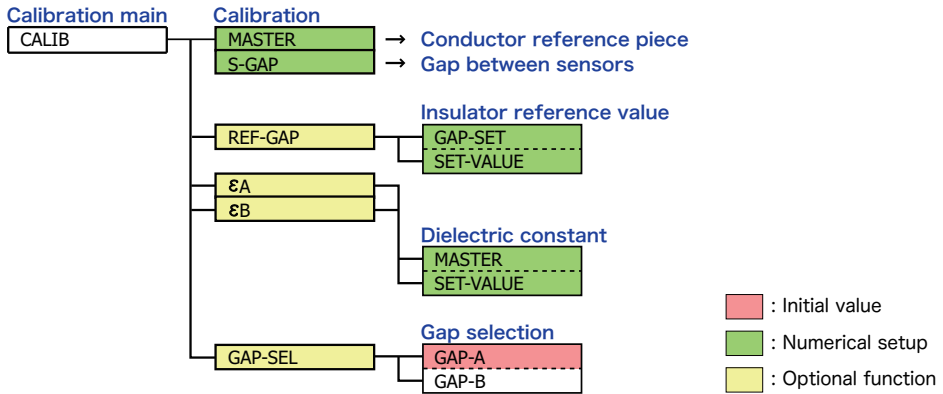 Calibration main
Calibration
CALIB
MASTER
→ Conductor reference piece
S-GAP
→ Gap between sensors
Insulator reference value
REF-GAP
GAP-SET
SET-VALUE
εA
εB
Dielectric constant
MASTER
SET-VALUE
Gap selection
GAP-SEL
GAP-A
GAP-B
: Initial value
: Numerical setup
: Optional function